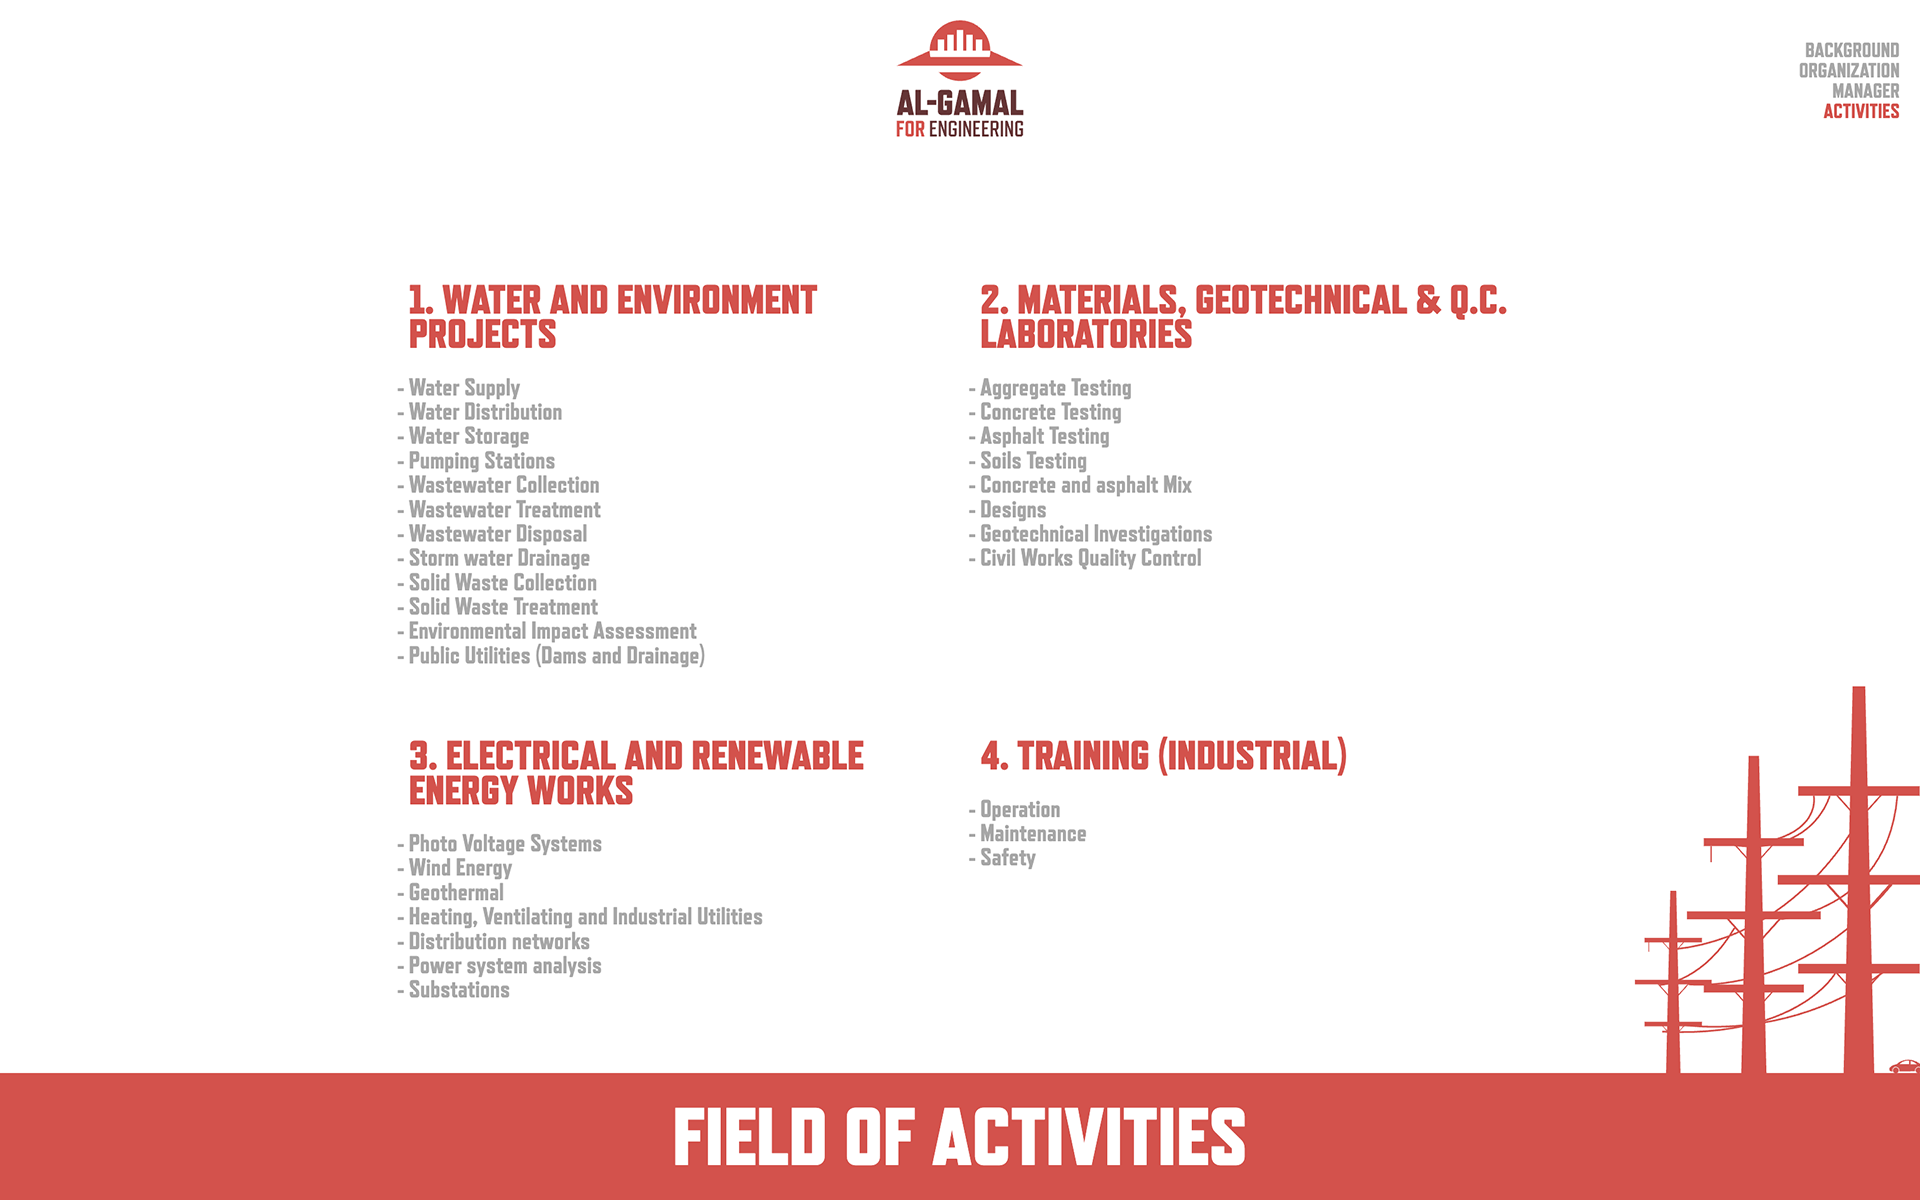 AL-GAMAL
FOR ENGINEERING
BACKGROUND
ORGANIZATION
MANAGER
ACTIVITIES
1. WATER AND ENVIRONMENT
PROJECTS
- Water Supply
- Water Distribution
- Water Storage
- Pumping Stations
- Wastewater Collection
- Wastewater Treatment
- Wastewater Disposal
- Storm water Drainage
- Solid Waste Collection
- Solid Waste Treatment
- Environmental Impact Assessment
- Public Utilities (Dams and Drainage)
2. MATERIALS, GEOTECHNICAL & Q.C.
LABORATORIES
- Aggregate Testing
- Concrete Testing
- Asphalt Testing
- Soils Testing
- Concrete and asphalt Mix
- Designs
- Geotechnical Investigations
- Civil Works Quality Control
3. ELECTRICAL AND RENEWABLE
ENERGY WORKS
- Photo Voltage Systems
- Wind Energy
- Geothermal
- Heating, Ventilating and Industrial Utilities
- Distribution networks
- Power system analysis
- Substations
4. TRAINING (INDUSTRIAL)
- Operation
- Maintenance
- Safety
FIELD OF ACTIVITIES